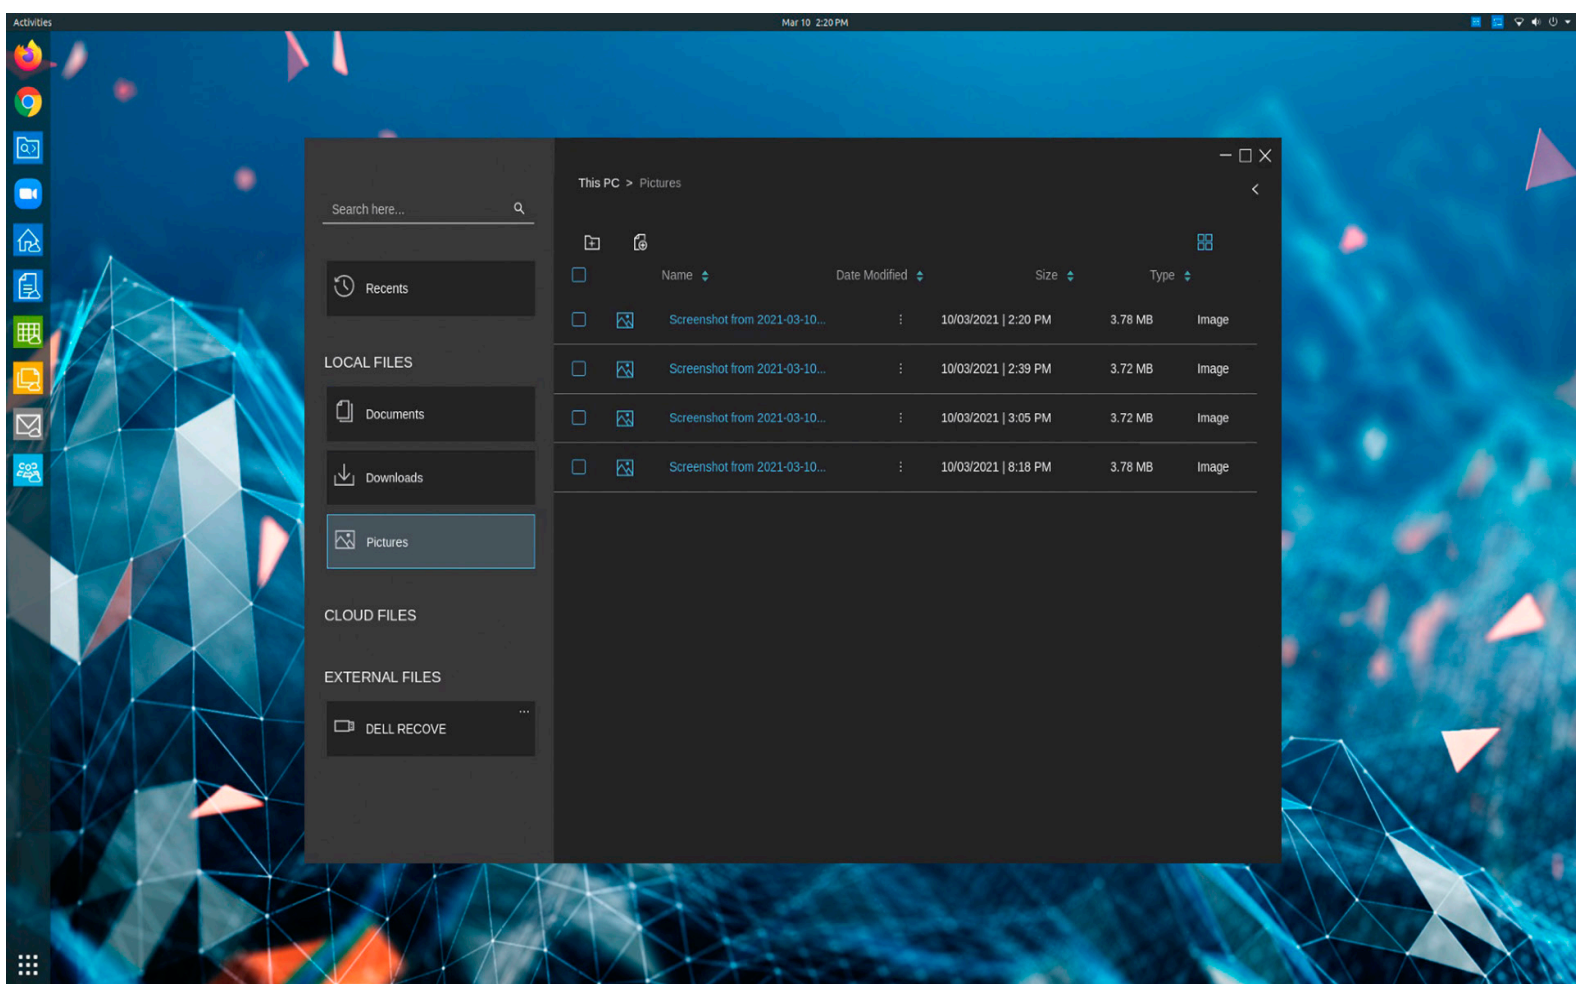 Activities
Mar 10 2:20 PM
This PC > Pictures
Search here...
Name
Date Modified
Size
Type
Recents
Screenshot from 2021-03-10...
10/03/2021 | 2:20 PM
3.78 MB
Image
LOCAL FILES
Screenshot from 2021-03-10...
10/03/2021 | 2:39 PM
3.72 MB
Image
Documents
Screenshot from 2021-03-10...
10/03/2021 | 3:05 PM
3.72 MB
Image
Downloads
Screenshot from 2021-03-10...
10/03/2021 | 8:18 PM
3.78 MB
Image
Pictures
CLOUD FILES
EXTERNAL FILES
DELL RECOVE